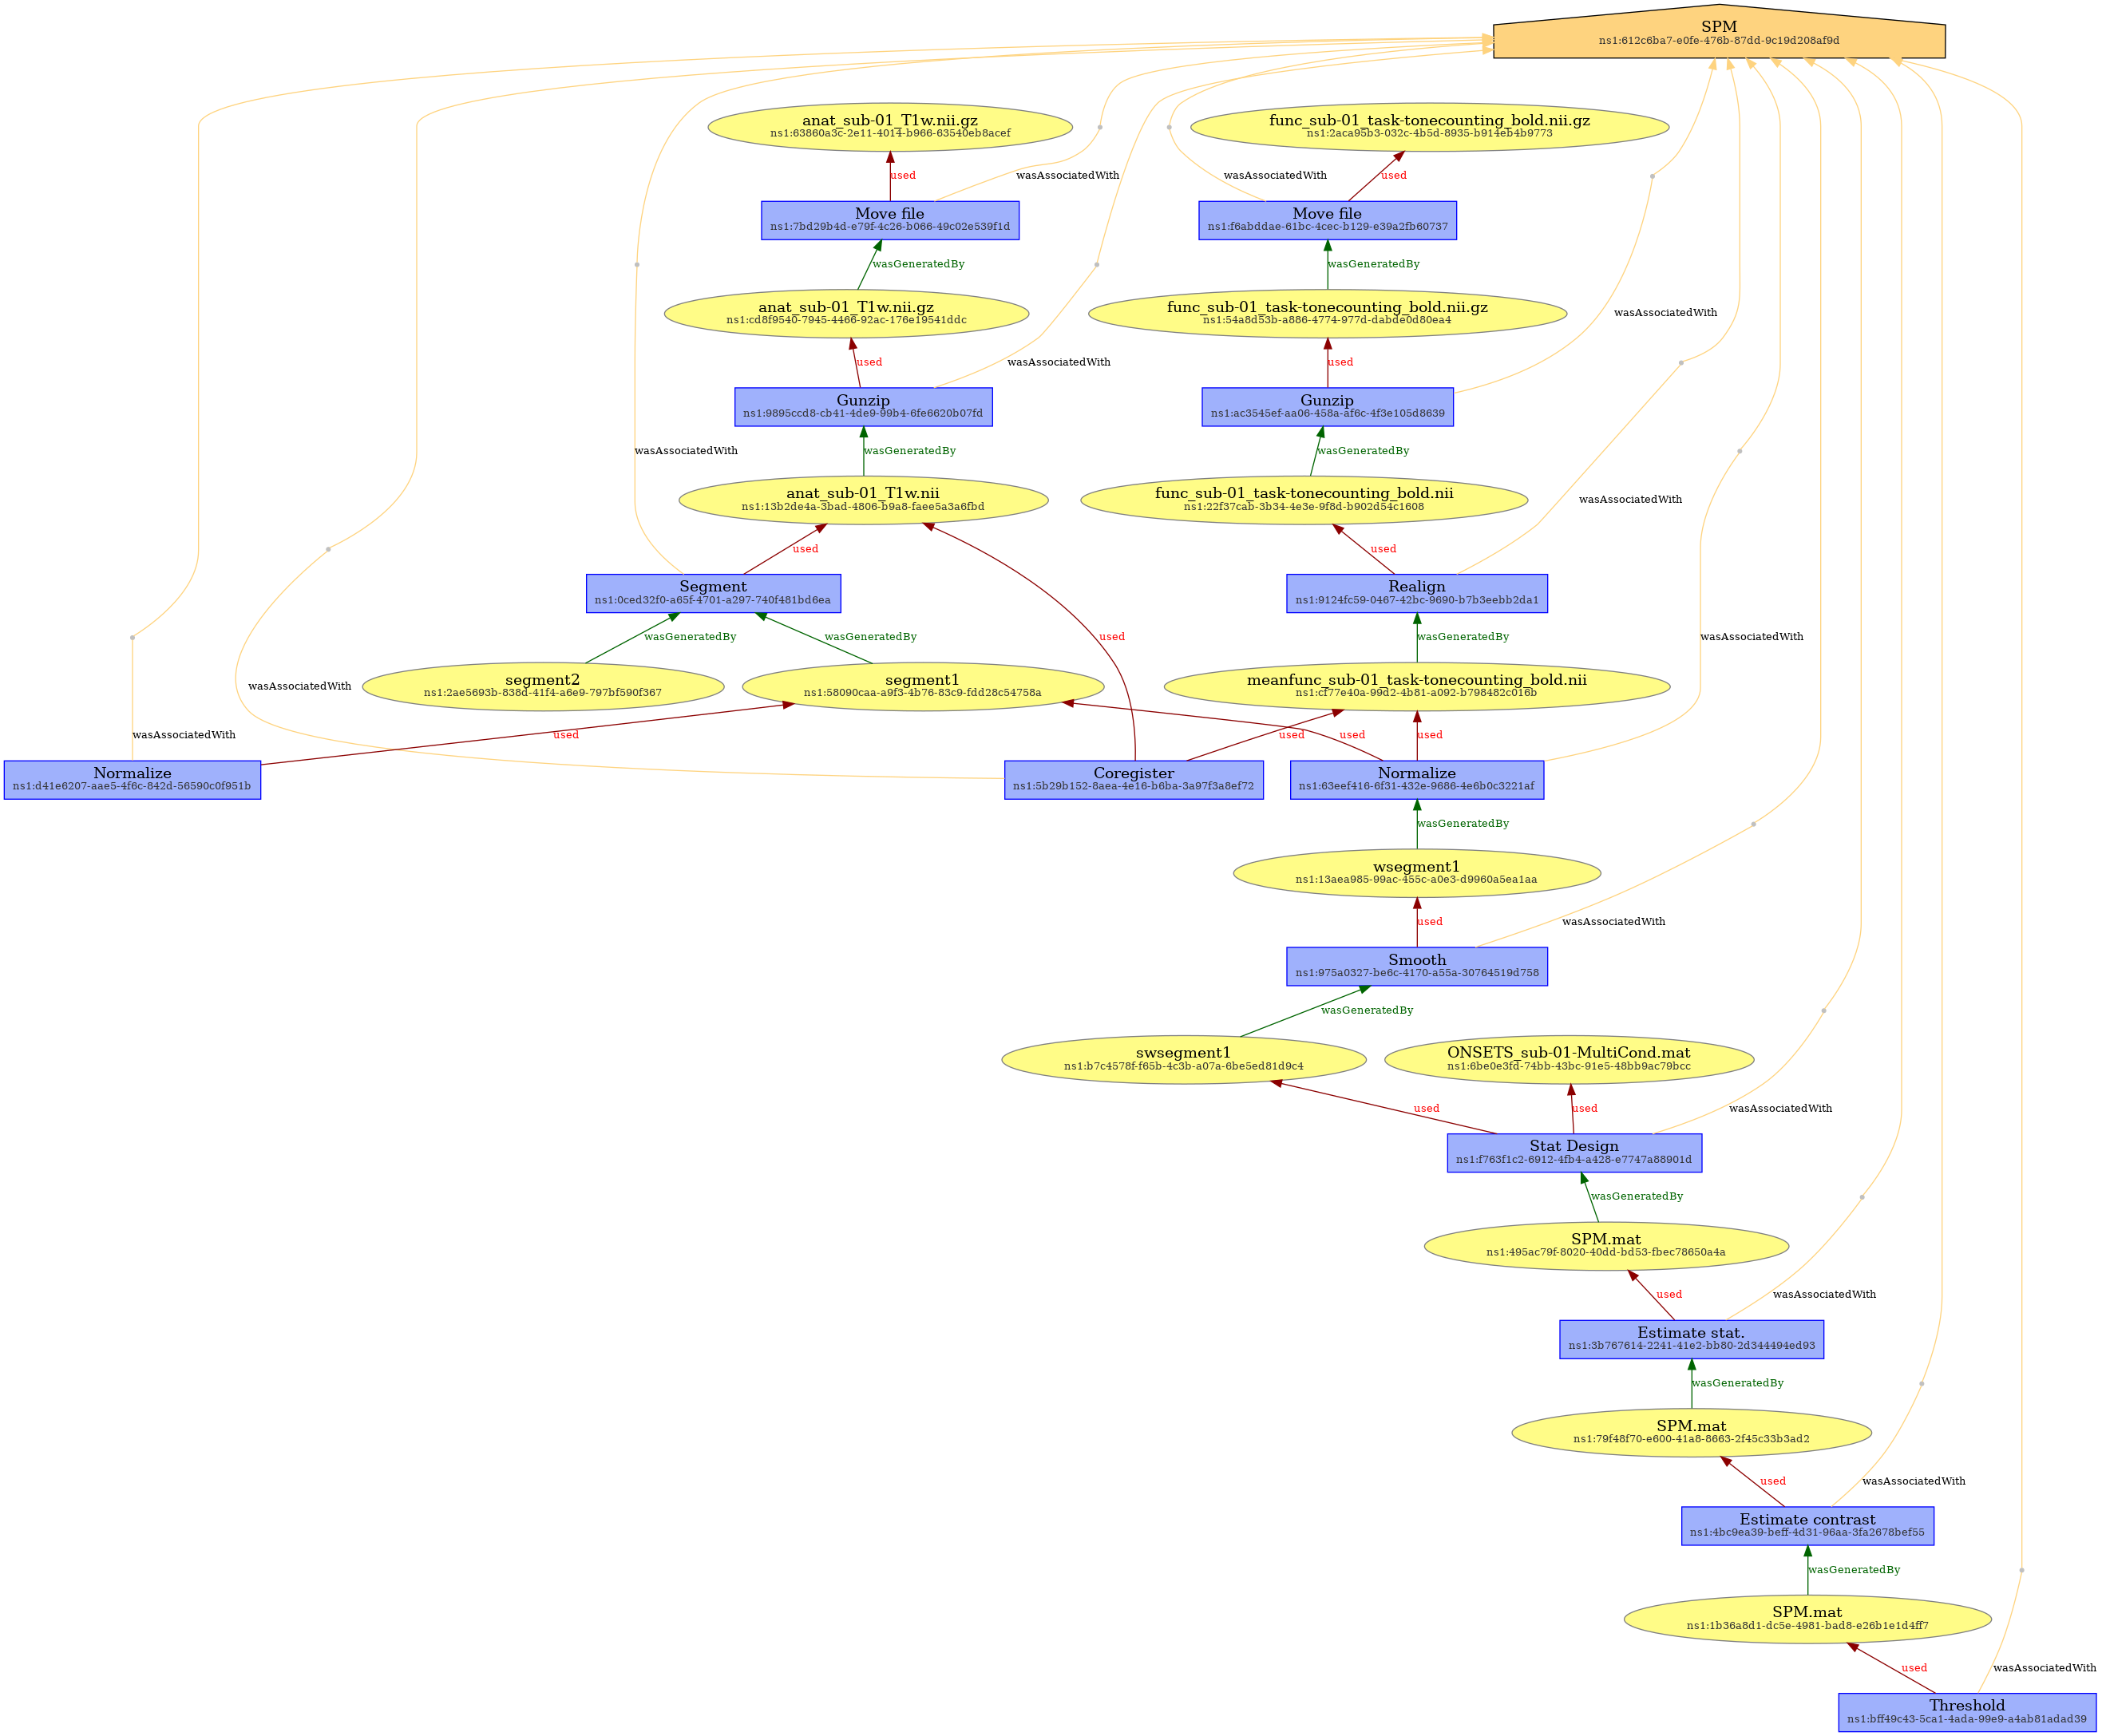 SPM
ns1:612c6ba7-e0fe-476b-87dd-9c19d208af9d
anat_sub-01_T1w.nii.gz
ns1:63860a3c-2e11-4014-b966-63540eb8acef
func_sub-01_task-tonecounting_bold.nii.gz
ns1:2aca95b3-032c-4b5d-8935-b914eb4b9773
used
wasAssociatedWith
wasAssociatedWith
used
Move file
ns1:7bd29b4d-e79f-4c26-b066-49c02e539f1d
Move file
ns1:f6abddae-61bc-4cec-b129-e39a2fb60737
wasGeneratedBy
wasGeneratedBy
anat_sub-01_T1w.nii.gz
ns1:cd8f9540-7945-4466-92ac-176e19541ddc
func_sub-01_task-tonecounting_bold.nii.gz
ns1:54a8d53b-a886-4774-977d-dabde0d80ea4
wasAssociatedWith
used
wasAssociatedWith
used
Gunzip
ns1:9895ccd8-cb41-4de9-99b4-6fe6620b07fd
Gunzip
ns1:ac3545ef-aa06-458a-af6c-4f3e105d8639
wasAssociatedWith
wasGeneratedBy
wasGeneratedBy
anat_sub-01_T1w.nii
ns1:13b2de4a-3bad-4806-b9a8-faee5a3a6fbd
func_sub-01_task-tonecounting_bold.nii
ns1:22f37cab-3b34-4e3e-9f8d-b902d54c1608
wasAssociatedWith
used
used
Segment
ns1:0ced32f0-a65f-4701-a297-740f481bd6ea
Realign
ns1:9124fc59-0467-42bc-9690-b7b3eebb2da1
wasGeneratedBy
wasGeneratedBy
used
wasGeneratedBy
wasAssociatedWith
segment2
ns1:2ae5693b-838d-41f4-a6e9-797bf590f367
segment1
ns1:58090caa-a9f3-4b76-83c9-fdd28c54758a
meanfunc_sub-01_task-tonecounting_bold.nii
ns1:cf77e40a-99d2-4b81-a092-b798482c016b
wasAssociatedWith
wasAssociatedWith
used
used
used
used
Normalize
ns1:d41e6207-aae5-4f6c-842d-56590c0f951b
Coregister
ns1:5b29b152-8aea-4e16-b6ba-3a97f3a8ef72
Normalize
ns1:63eef416-6f31-432e-9686-4e6b0c3221af
wasGeneratedBy
wsegment1
ns1:13aea985-99ac-455c-a0e3-d9960a5ea1aa
used
wasAssociatedWith
Smooth
ns1:975a0327-be6c-4170-a55a-30764519d758
wasGeneratedBy
swsegment1
ns1:b7c4578f-f65b-4c3b-a07a-6be5ed81d9c4
ONSETS_sub-01-MultiCond.mat
ns1:6be0e3fd-74bb-43bc-91e5-48bb9ac79bcc
used
used
wasAssociatedWith
Stat Design
ns1:f763f1c2-6912-4fb4-a428-e7747a88901d
wasGeneratedBy
SPM.mat
ns1:495ac79f-8020-40dd-bd53-fbec78650a4a
used
wasAssociatedWith
Estimate stat.
ns1:3b767614-2241-41e2-bb80-2d344494ed93
wasGeneratedBy
SPM.mat
ns1:79f48f70-e600-41a8-8663-2f45c33b3ad2
used
wasAssociatedWith
Estimate contrast
ns1:4bc9ea39-beff-4d31-96aa-3fa2678bef55
wasGeneratedBy
SPM.mat
ns1:1b36a8d1-dc5e-4981-bad8-e26b1e1d4ff7
used
wasAssociatedWith
Threshold
ns1:bff49c43-5ca1-4ada-99e9-a4ab81adad39